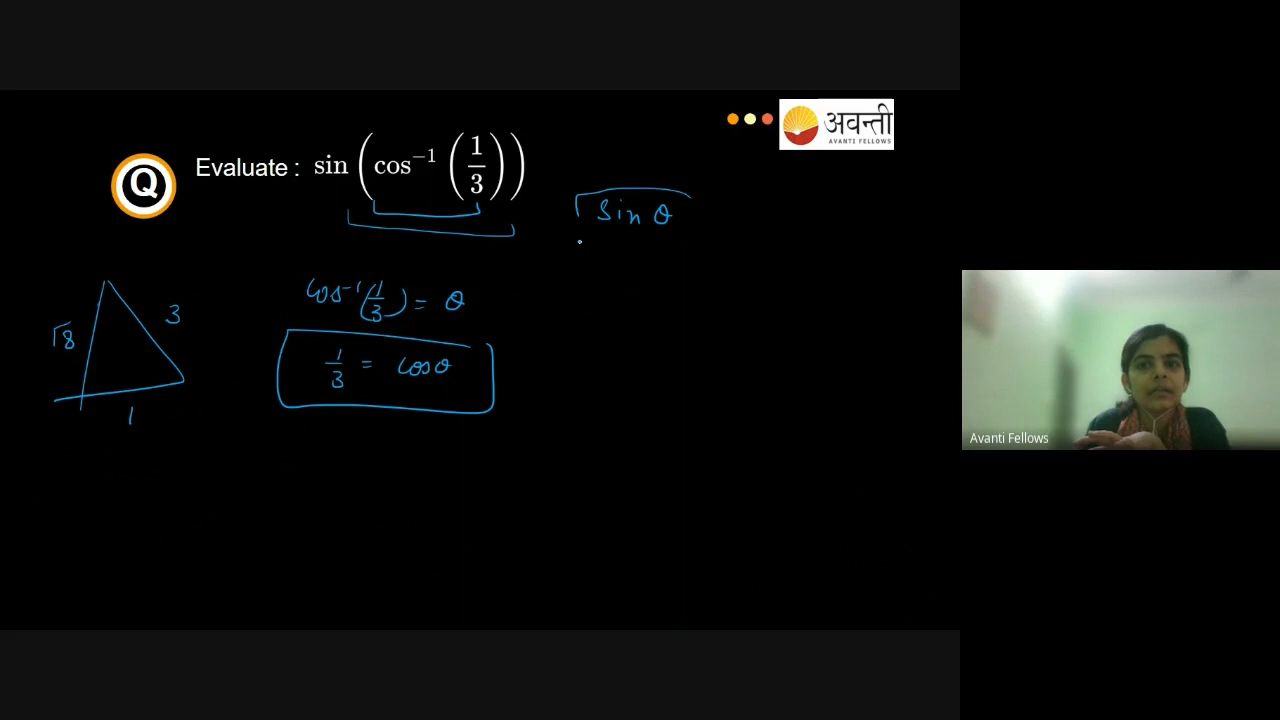 अवन्ती
AVANTI FELLOWS
Q
Evaluate : sin (cos⁻¹ (1/3))
sin θ
cos⁻¹(1/3) = θ
√8
3
1/3 = cosθ
1
Avanti Fellows